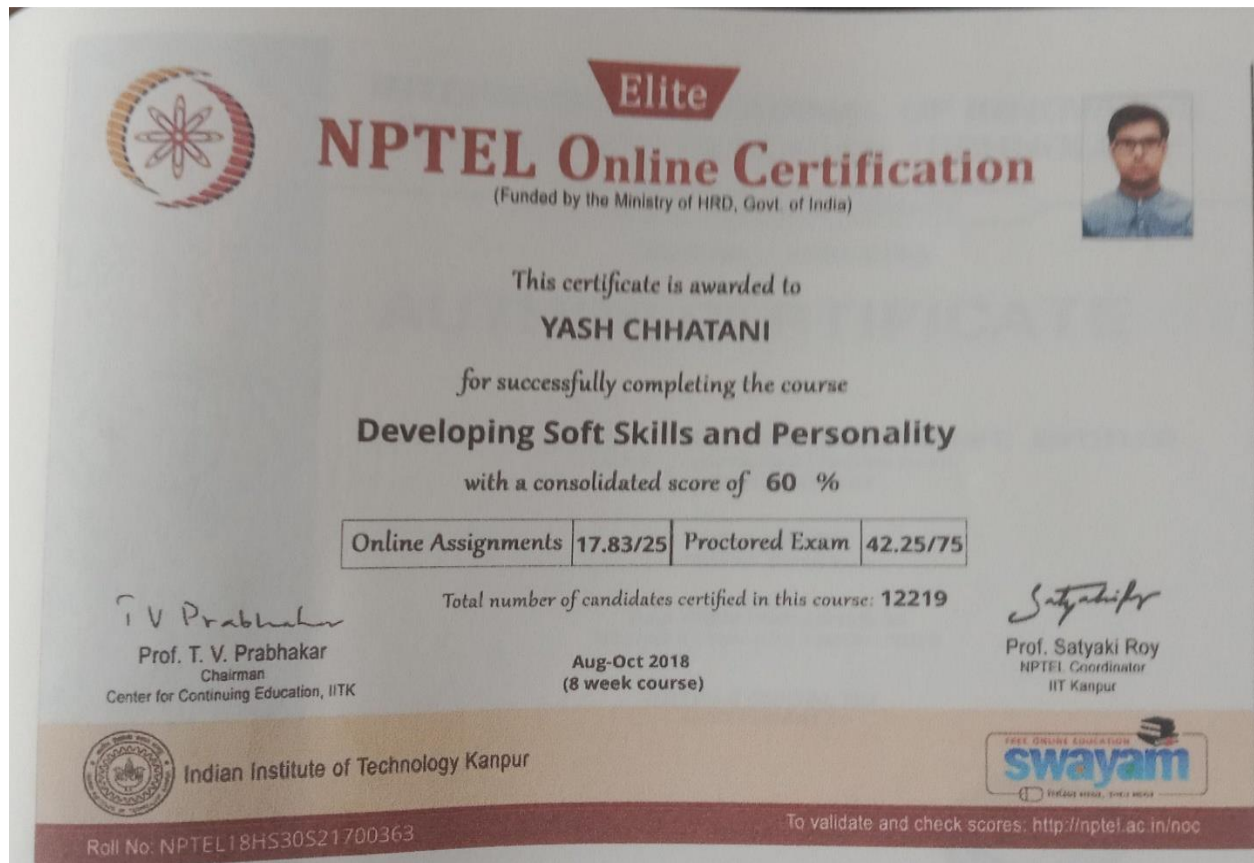 Elite
NPTEL Online Certification
(Funded by the Ministry of HRD, Govt. of India)
This certificate is awarded to
YASH CHHATANI
for successfully completing the course
Developing Soft Skills and Personality
with a consolidated score of 60 %
Online Assignments 17.83/25 Proctored Exam 42.25/75
Total number of candidates certified in this course: 12219
T V Prabhakar
Prof. T. V. Prabhakar
Chairman
Center for Continuing Education, IITK
Aug-Oct 2018
(8 week course)
Prof. Satyaki Roy
NPTEL Coordinator
IIT Kanpur
Indian Institute of Technology Kanpur
FREE ONLINE EDUCATION
swayam
Roll No: NPTEL18HS30S21700363
To validate and check scores: http://nptel.ac.in/noc